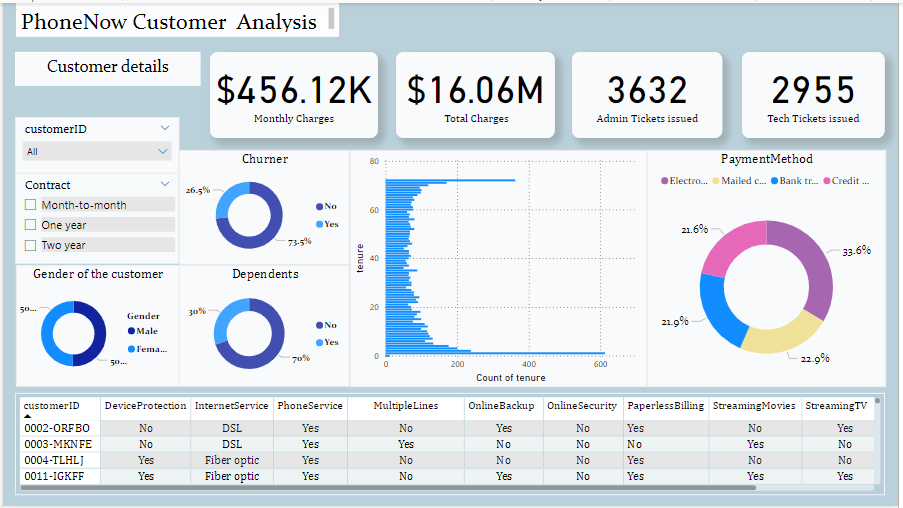 PhoneNow Customer Analysis
Customer details
$456.12K
Monthly Charges
$16.06M
Total Charges
3632
Admin Tickets issued
2955
Tech Tickets issued
customerID
All
Contract
Month-to-month
One year
Two year
Churner
26.5%
73.5%
No
Yes
Gender of the customer
50...
50...
Gender
Male
Fema...
Dependents
30%
70%
No
Yes
tenure
80
60
40
20
0
0 200 400 600
Count of tenure
PaymentMethod
Electro... Mailed c... Bank tr... Credit ...
21.6%
33.6%
21.9%
22.9%
customerID DeviceProtection InternetService PhoneService MultipleLines OnlineBackup OnlineSecurity PaperlessBilling StreamingMovies StreamingTV
0002-ORFBO No DSL Yes No Yes No Yes No Yes
0003-MKNFE No DSL Yes Yes No No No Yes No
0004-TLHLJ Yes Fiber optic Yes No No No Yes No No
0011-IGKFF Yes Fiber optic Yes No Yes No Yes Yes Yes